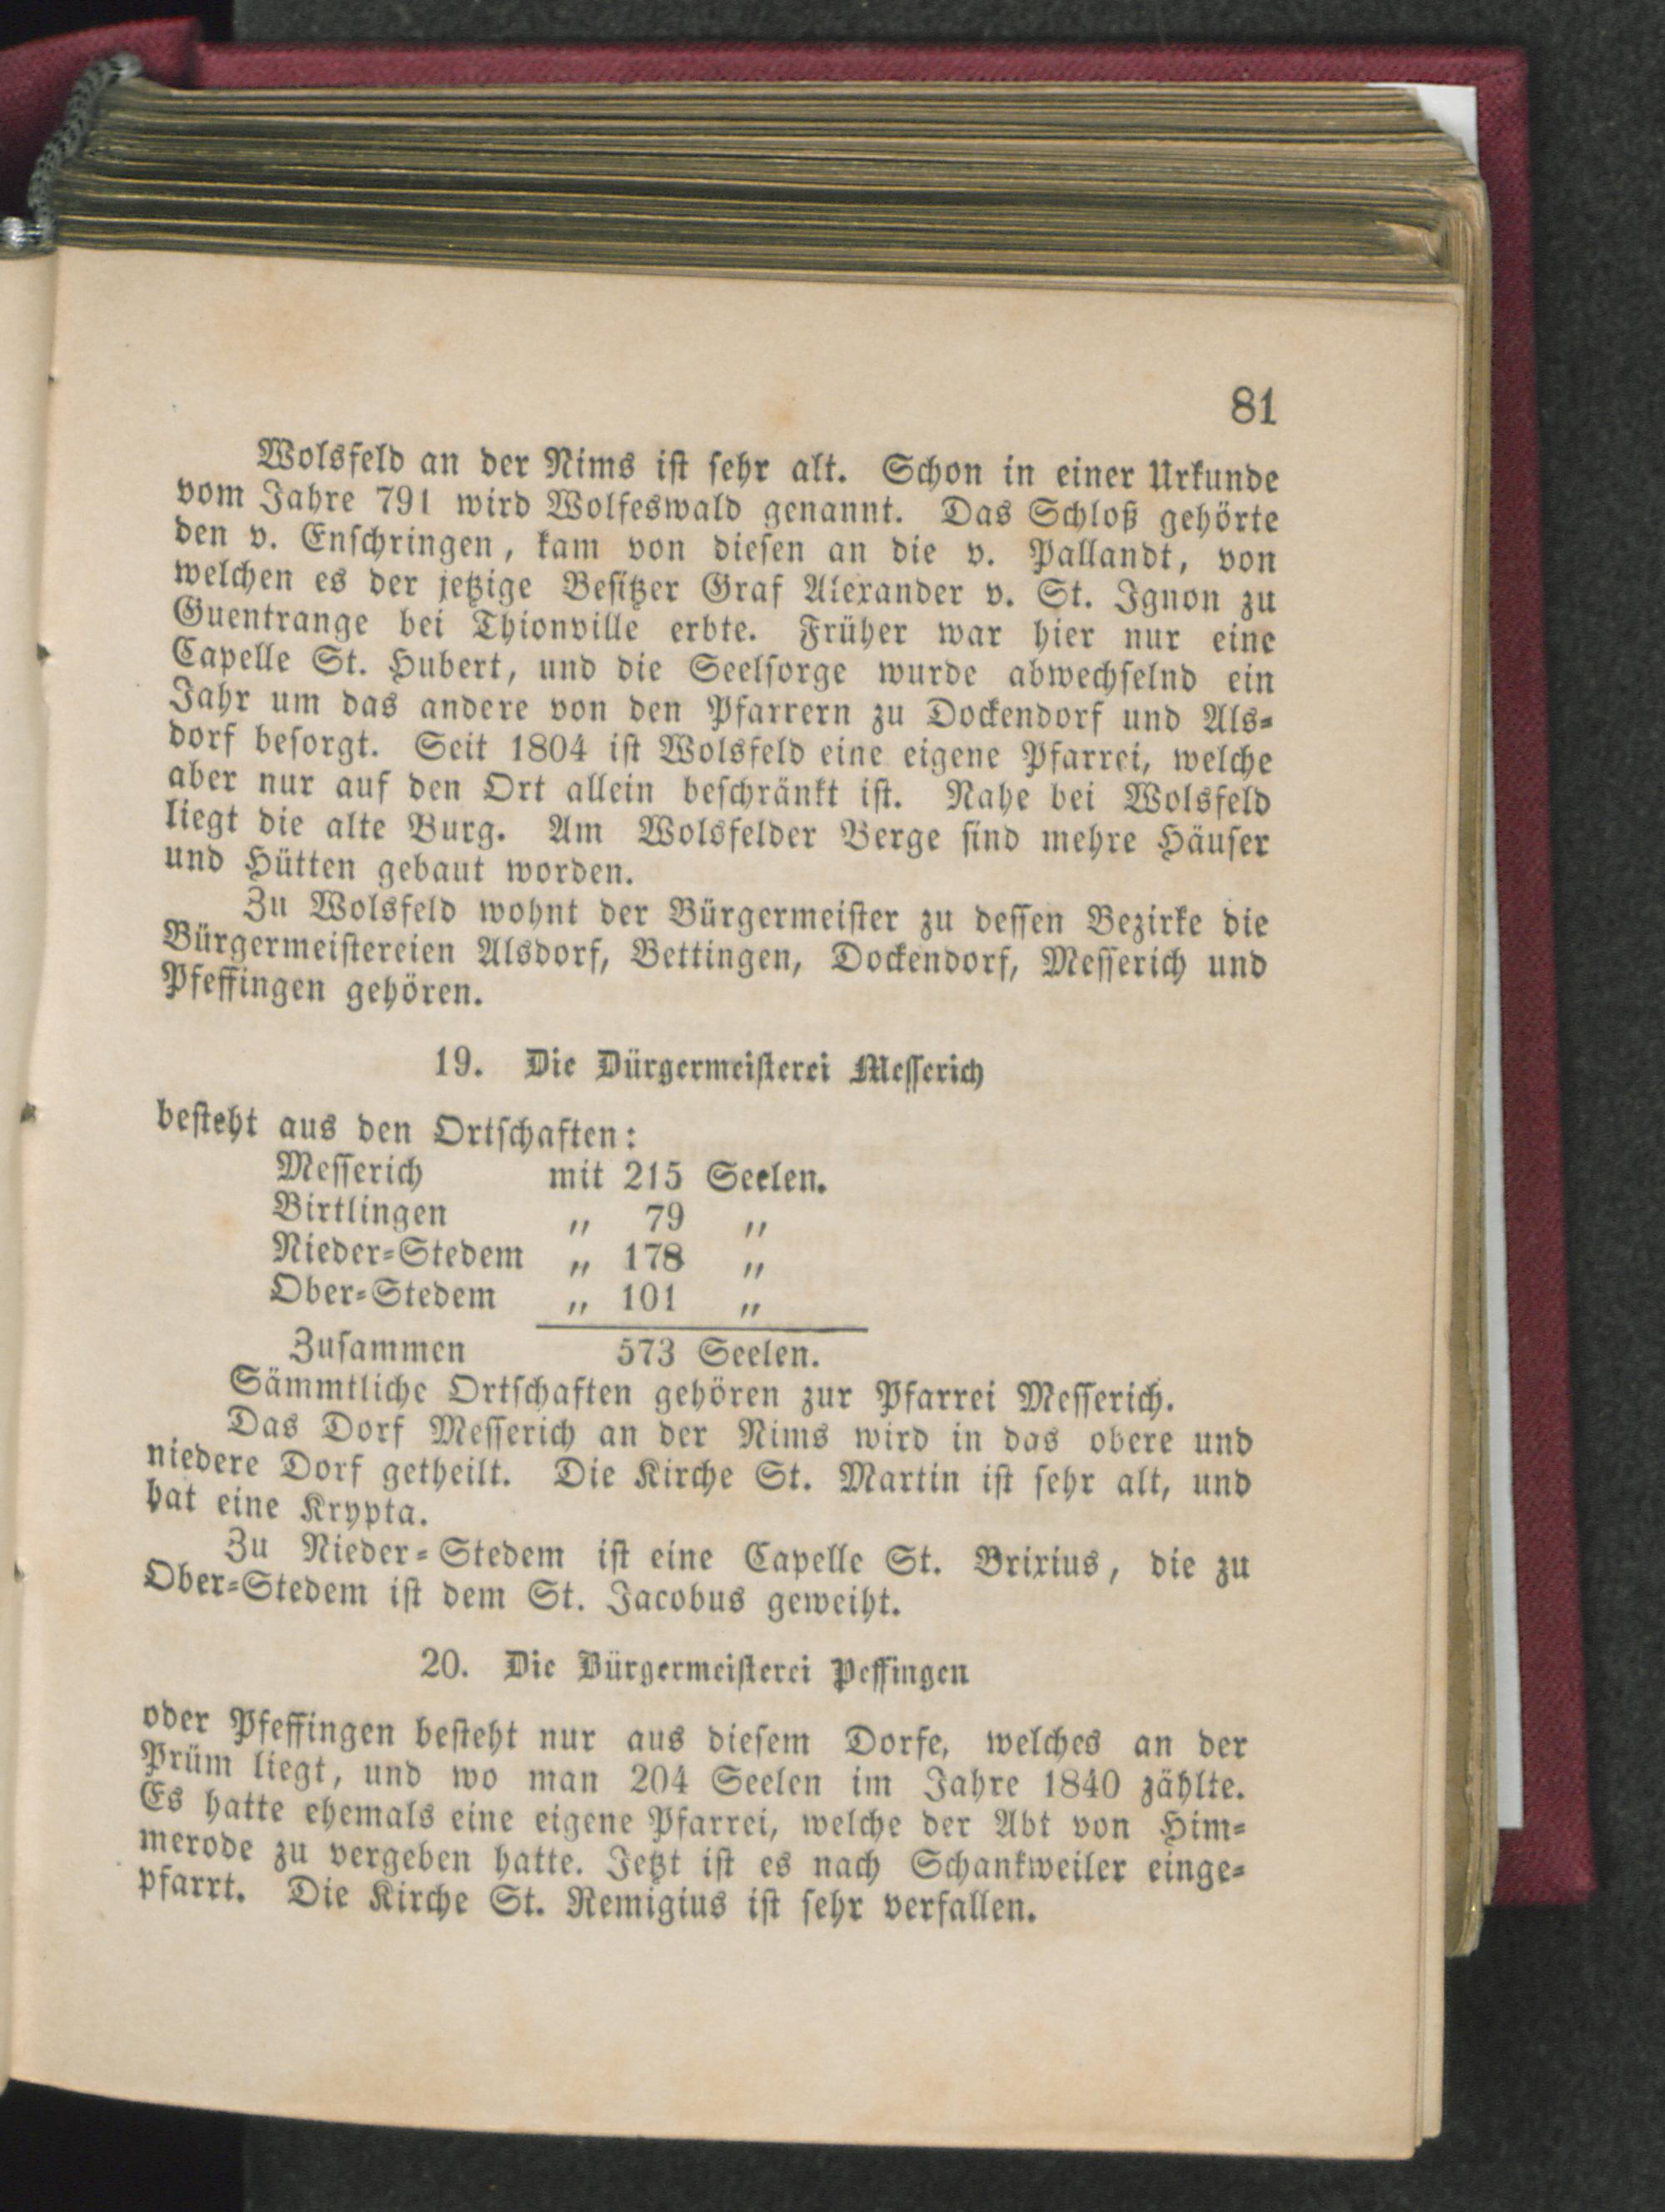 81
Wolsfeld an der Nims ist sehr alt. Schon in einer Urkunde
vom Jahre 791 wird Wolfeswald genannt. Das Schloß gehörte
den v. Enschringen, kam von diesen an die v. Pallandt, von
welchen es der jetzige Besitzer Graf Alexander v. St. Ignon zu
Guentrange bei Thionville erbte. Früher war hier nur eine
Capelle St. Hubert, und die Seelsorge wurde abwechselnd ein
Jahr um das andere von den Pfarrern zu Dockendorf und Als-
dorf besorgt. Seit 1804 ist Wolsfeld eine eigene Pfarrei, welche
aber nur auf den Ort allein beschränkt ist. Nahe bei Wolsfeld
liegt die alte Burg. Am Wolsfelder Berge sind mehre Häuser
und Hütten gebaut worden.
Zu Wolsfeld wohnt der Bürgermeister zu dessen Bezirke die
Bürgermeistereien Alsdorf, Bettingen, Dockendorf, Messerich und
Pfeffingen gehören.
19. Die Dürgermeisterei Messerich
besteht aus den Ortschaften:
Messerich mit 215 Seelen.
Birtlingen „ 79 „
Nieder-Stedem „ 178 „
Ober-Stedem „ 101 „
Zusammen 573 Seelen.
Sämmtliche Ortschaften gehören zur Pfarrei Messerich.
Das Dorf Messerich an der Nims wird in das obere und
niedere Dorf getheilt. Die Kirche St. Martin ist sehr alt, und
hat eine Krypta.
Zu Nieder-Stedem ist eine Capelle St. Brixius, die zu
Ober-Stedem ist dem St. Jacobus geweiht.
20. Die Bürgermeisterei Peffingen
oder Pfeffingen besteht nur aus diesem Dorfe, welches an der
Prüm liegt, und wo man 204 Seelen im Jahre 1840 zählte.
Es hatte ehemals eine eigene Pfarrei, welche der Abt von Him-
merode zu vergeben hatte. Jetzt ist es nach Schankweiler einge-
pfarrt. Die Kirche St. Remigius ist sehr verfallen.